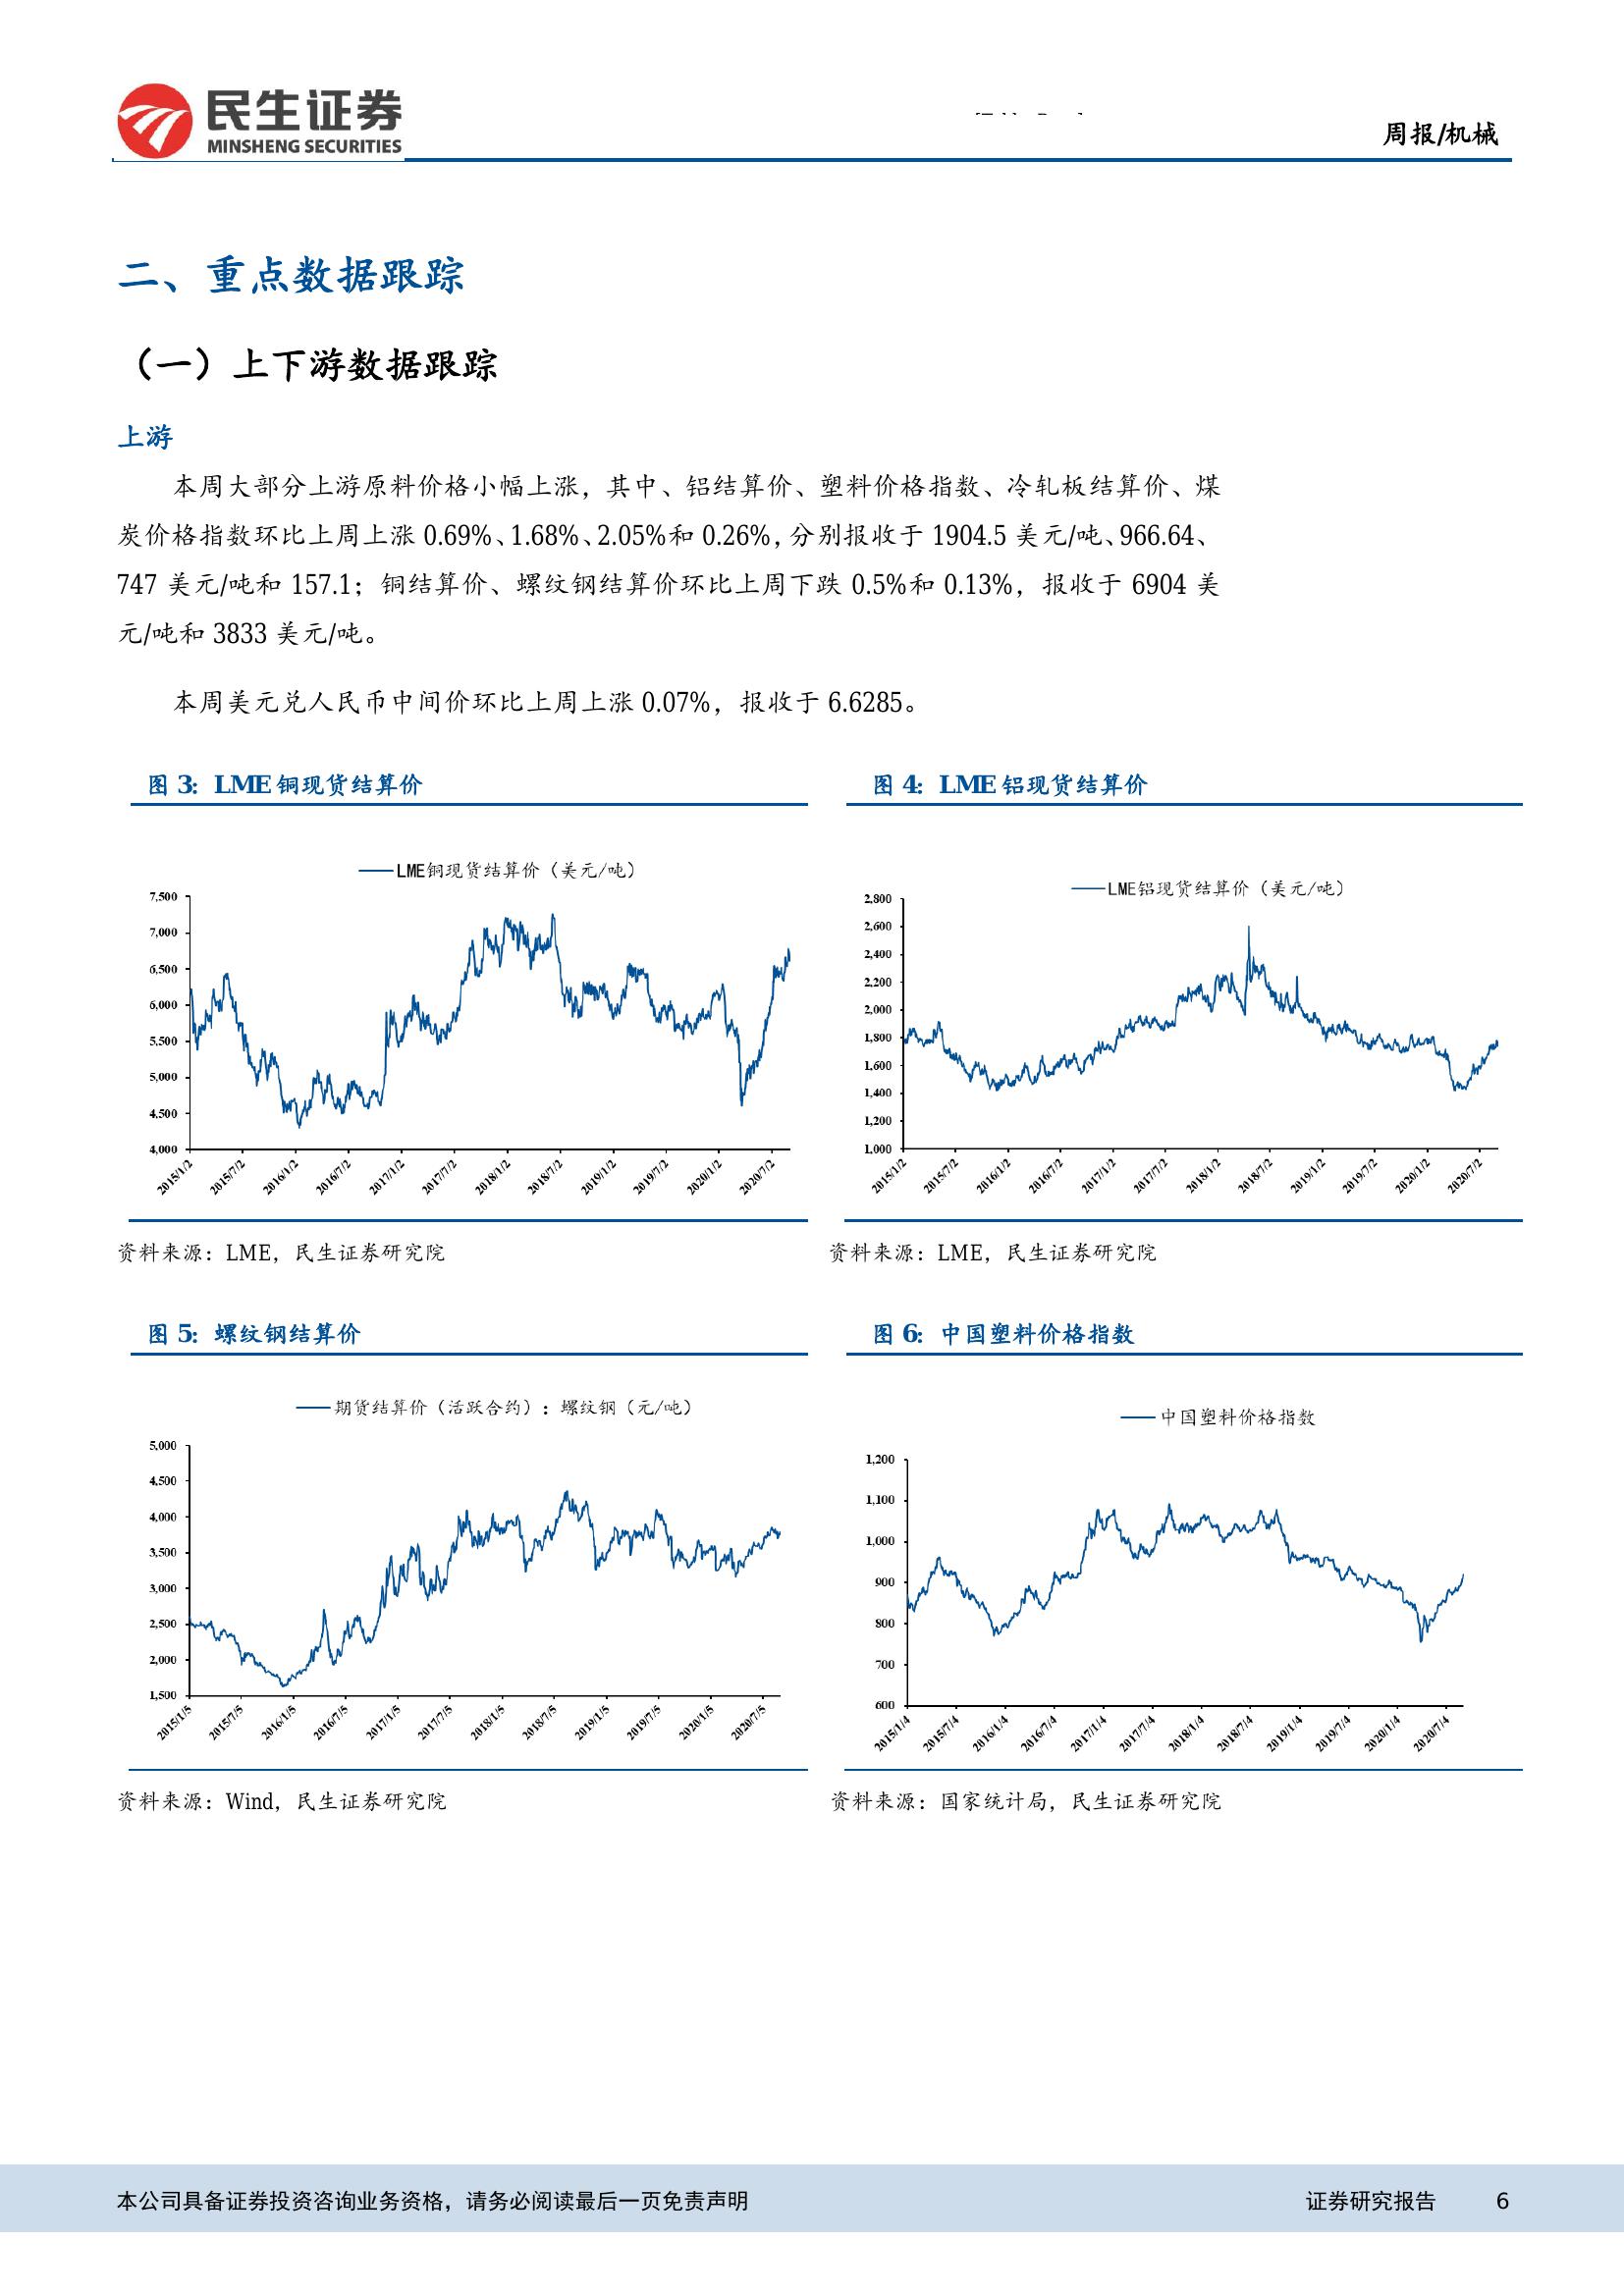 民生证券
MINSHENG SECURITIES
周报/机械
二、重点数据跟踪
（一）上下游数据跟踪
上游
本周大部分上游原料价格小幅上涨，其中、铝结算价、塑料价格指数、冷轧板结算价、煤
炭价格指数环比上周上涨 0.69%、1.68%、2.05%和 0.26%，分别报收于 1904.5 美元/吨、966.64、
747 美元/吨和 157.1；铜结算价、螺纹钢结算价环比上周下跌 0.5%和 0.13%，报收于 6904 美
元/吨和 3833 美元/吨。
本周美元兑人民币中间价环比上周上涨 0.07%，报收于 6.6285。
图 3：LME 铜现货结算价
LME铜现货结算价（美元/吨）
7,500
7,000
6,500
6,000
5,500
5,000
4,500
4,000
2015/1/2 2015/7/2 2016/1/2 2016/7/2 2017/1/2 2017/7/2 2018/1/2 2018/7/2 2019/1/2 2019/7/2 2020/1/2 2020/7/2
资料来源：LME，民生证券研究院
图 4：LME 铝现货结算价
LME铝现货结算价（美元/吨）
2,800
2,600
2,400
2,200
2,000
1,800
1,600
1,400
1,200
1,000
2015/1/2 2015/7/2 2016/1/2 2016/7/2 2017/1/2 2017/7/2 2018/1/2 2018/7/2 2019/1/2 2019/7/2 2020/1/2 2020/7/2
资料来源：LME，民生证券研究院
图 5：螺纹钢结算价
期货结算价（活跃合约）：螺纹钢（元/吨）
5,000
4,500
4,000
3,500
3,000
2,500
2,000
1,500
2015/1/5 2015/7/5 2016/1/5 2016/7/5 2017/1/5 2017/7/5 2018/1/5 2018/7/5 2019/1/5 2019/7/5 2020/1/5 2020/7/5
资料来源：Wind，民生证券研究院
图 6：中国塑料价格指数
中国塑料价格指数
1,200
1,100
1,000
900
800
700
600
2015/1/4 2015/7/4 2016/1/4 2016/7/4 2017/1/4 2017/7/4 2018/1/4 2018/7/4 2019/1/4 2019/7/4 2020/1/4 2020/7/4
资料来源：国家统计局，民生证券研究院
本公司具备证券投资咨询业务资格，请务必阅读最后一页免责声明
证券研究报告 6